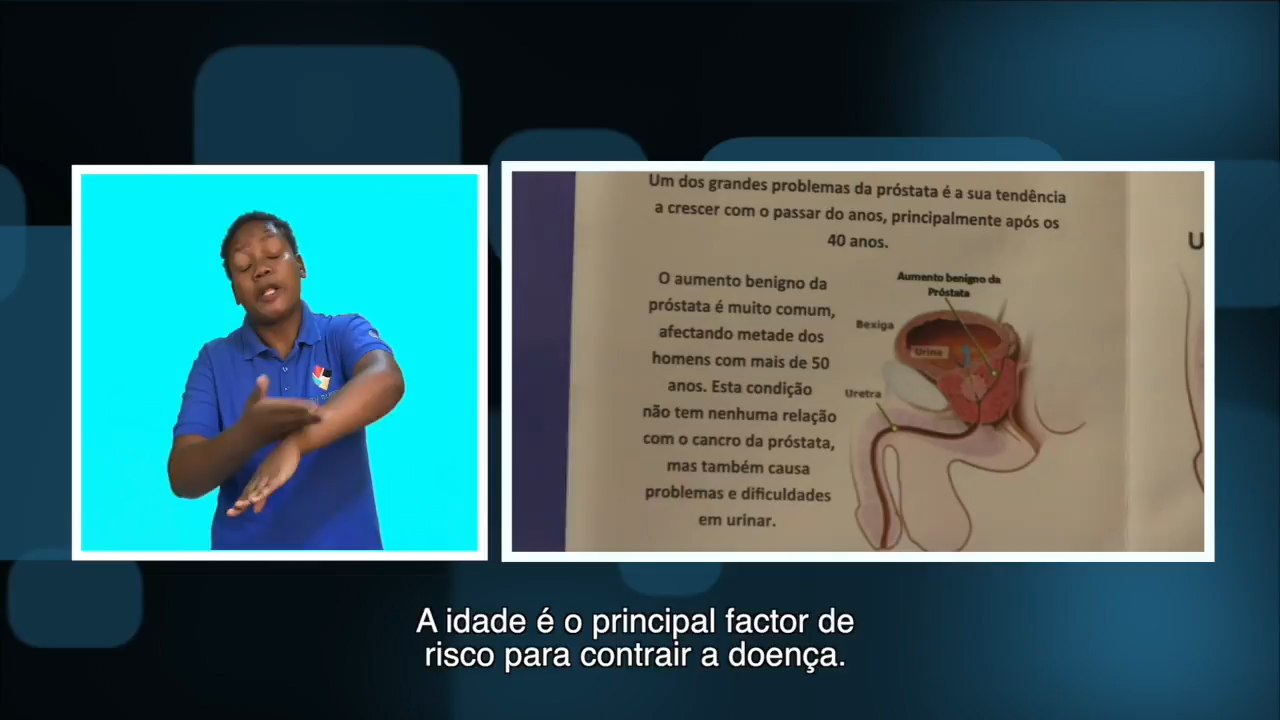 Um dos grandes problemas da próstata é a sua tendência
a crescer com o passar do anos, principalmente após os
40 anos.
O aumento benigno da
próstata é muito comum,
afectando metade dos
homens com mais de 50
anos. Esta condição
não tem nenhuma relação
com o cancro da próstata,
mas também causa
problemas e dificuldades
em urinar.
Aumento benigno da
Próstata
Bexiga
Urina
Uretra
U
A idade é o principal factor de
risco para contrair a doença.